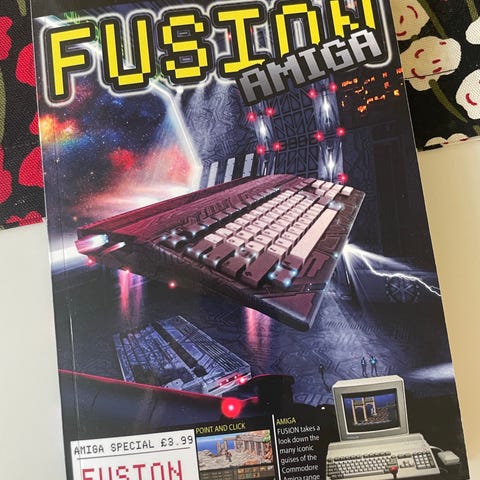 FUSION
AMIGA
AMIGA SPECIAL £3.99
FUSION
POINT AND CLICK
AMIGA
FUSION takes a
look down the
many iconic
guises of the
Commodore
Amiga range